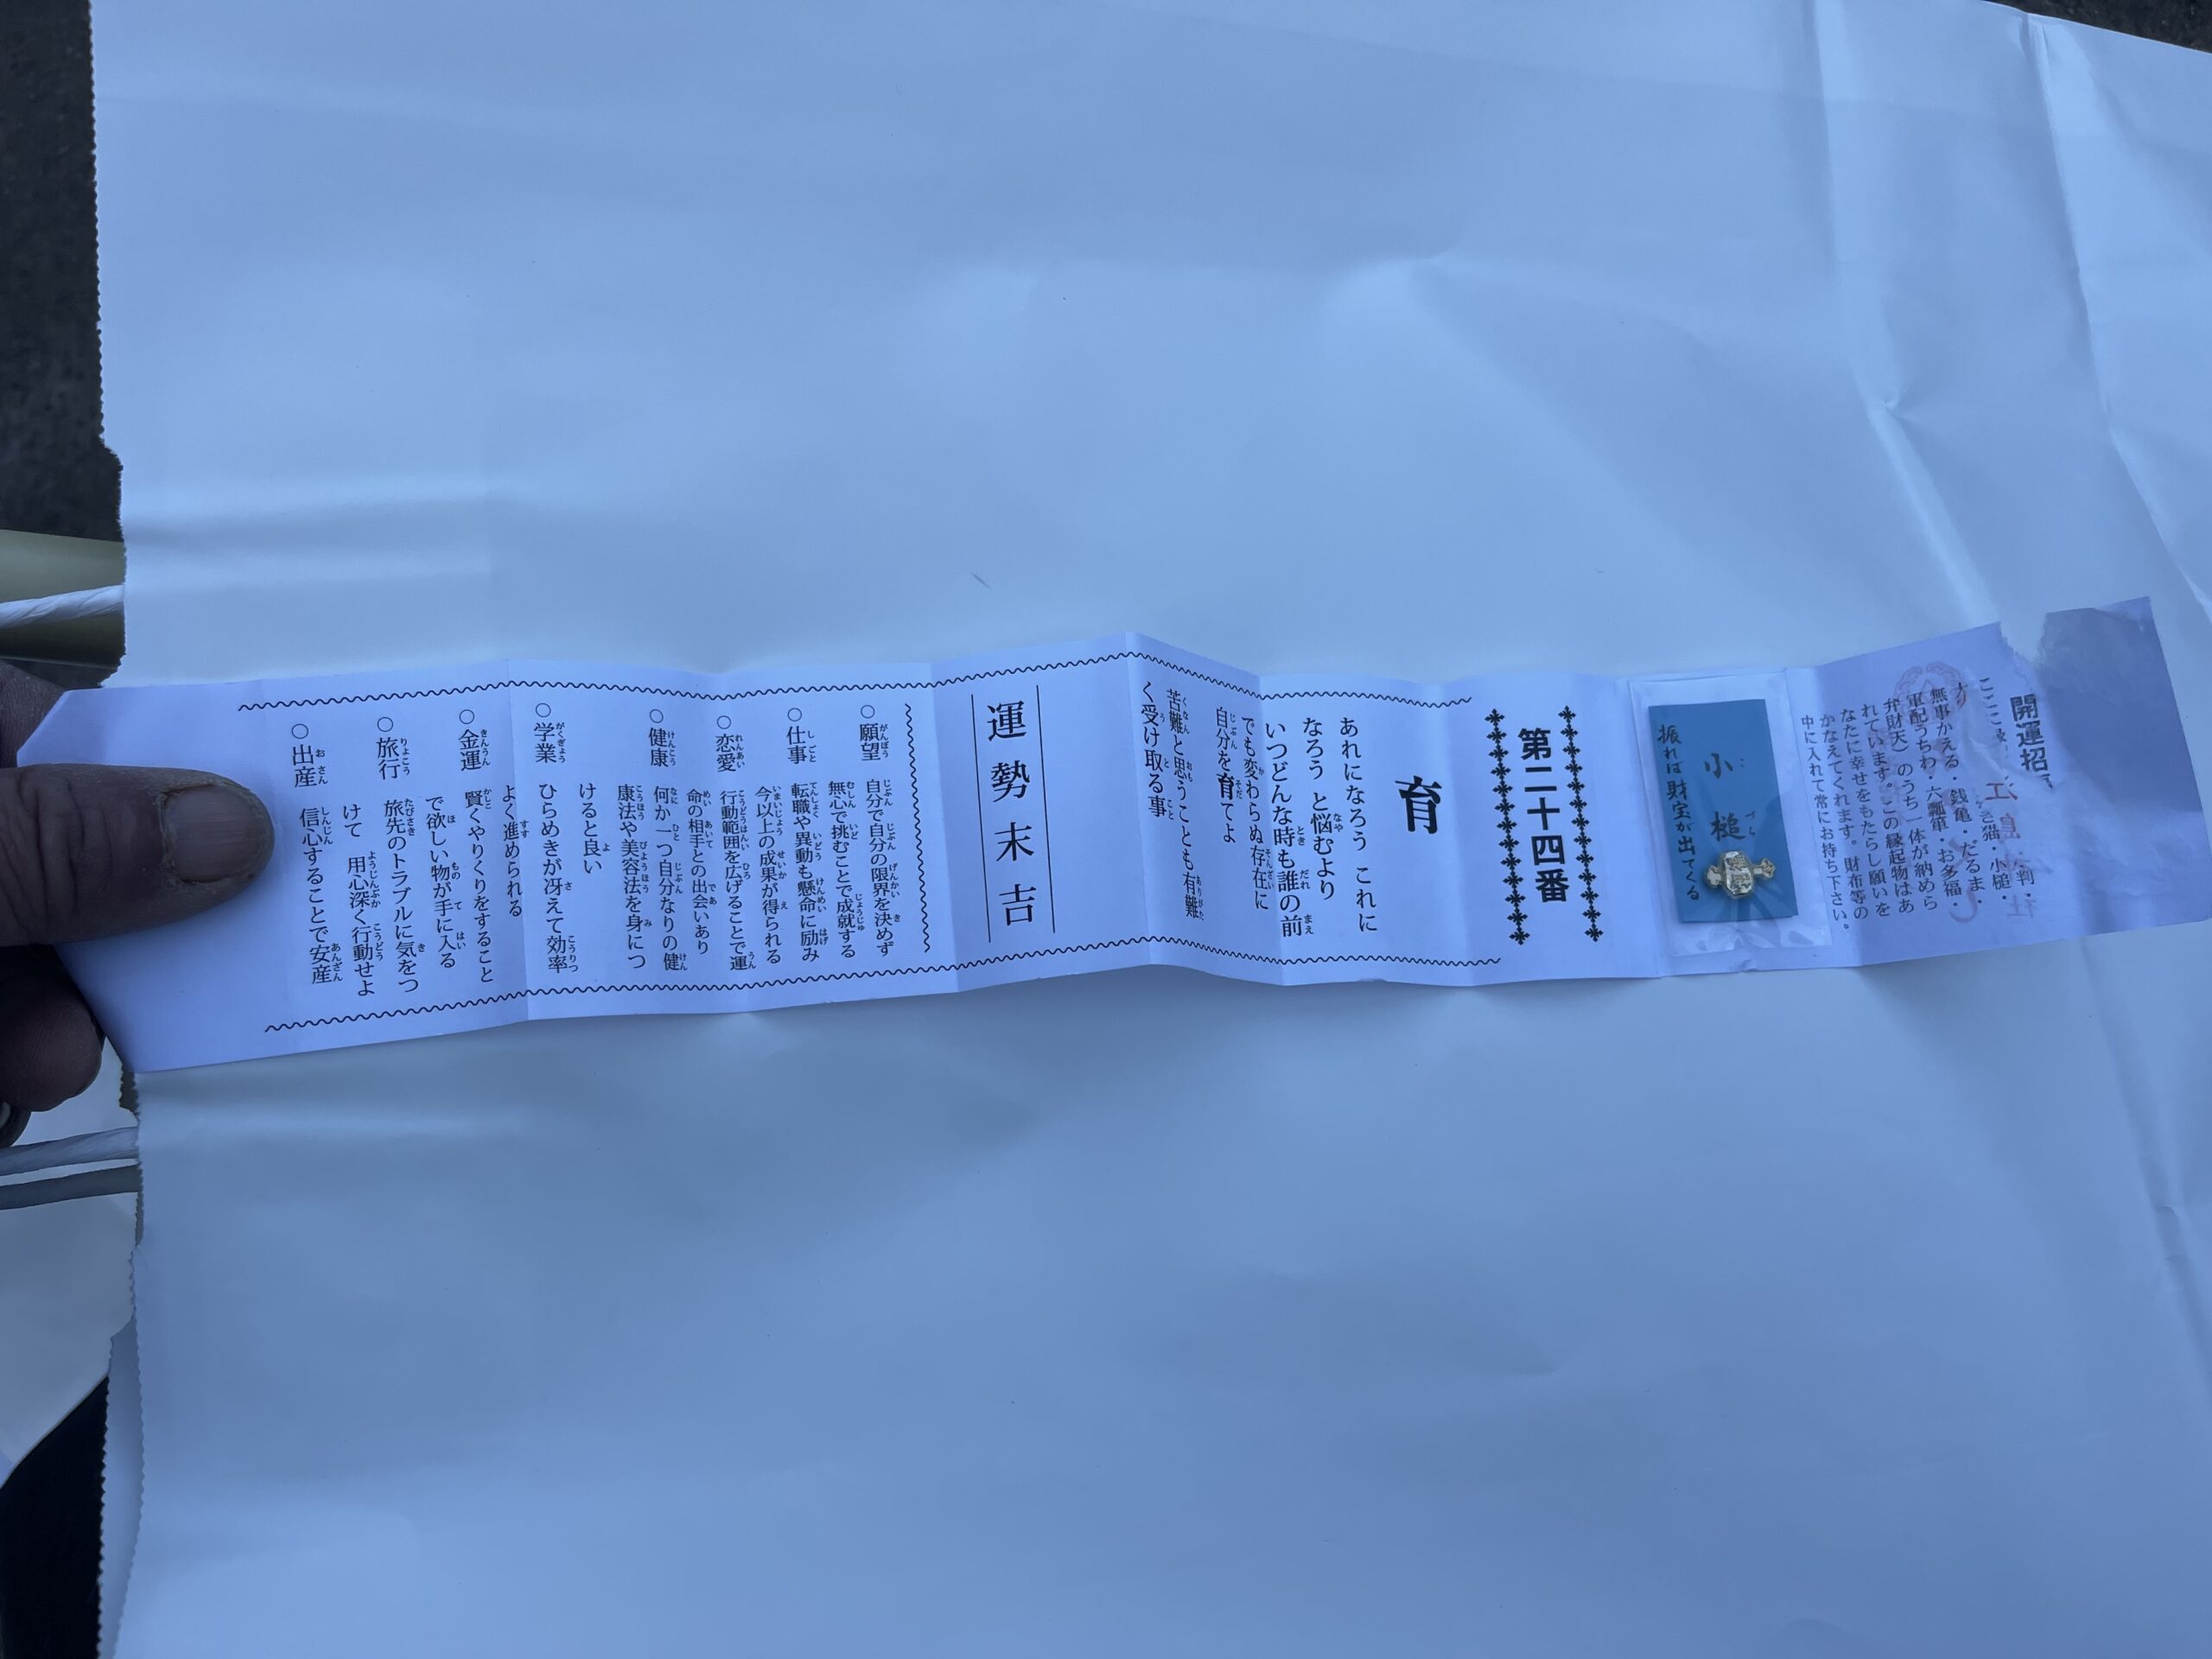 開運招
無事かえる・銭亀・だるま・
軍配うちわ・六瓢箪・お多福・
弁財天）のうち一体が納めら
れています。この縁起物はあ
なたに幸せをもたらし願いを
かなえてくれます。財布等の
中に入れて常にお持ち下さい。
小槌
こづち
振れば財宝が出てくる
第二十四番
育
あれになろう これに
なろう と悩むより
いつどんな時も誰の前
でも変わらぬ存在に
自分を育てよ
苦難と思うことも有難
く受け取る事
運勢末吉
○願望 自分で自分の限界を決めず
無心で挑むことで成就する
○仕事 転職や異動も懸命に励み
今以上の成果が得られる
○恋愛 行動範囲を広げることで運
命の相手との出会いあり
○健康 何か一つ自分なりの健
康法や美容法を身につ
けると良い
○学業 ひらめきが冴えて効率
よく進められる
○金運 賢くやりくりをすること
で欲しい物が手に入る
○旅行 旅先のトラブルに気をつ
けて 用心深く行動せよ
○出産 信心することで安産